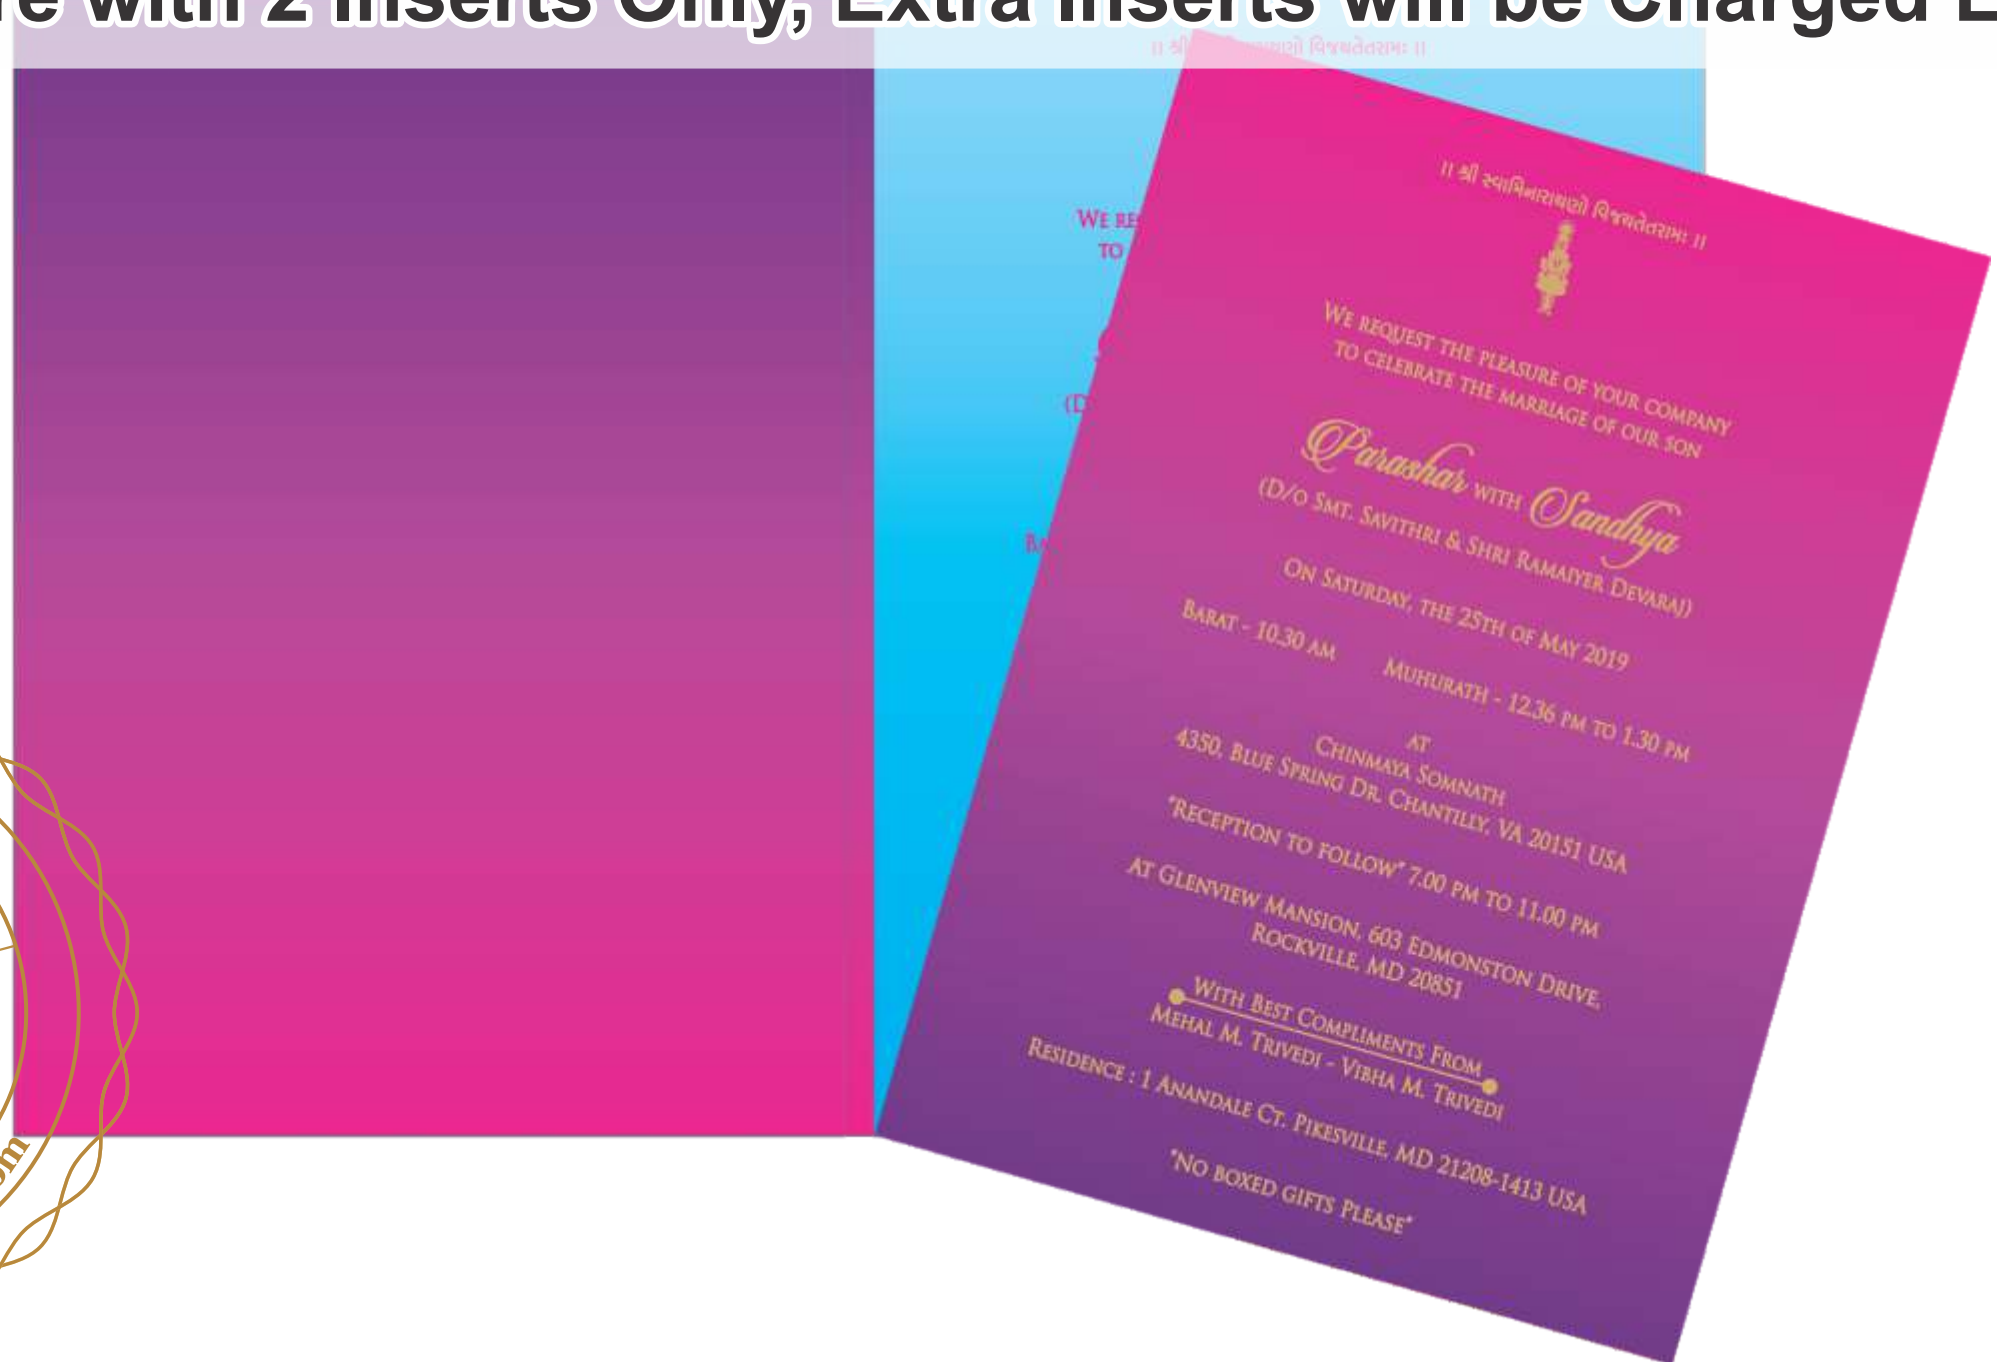 with 2 Inserts Only, Extra Inserts will be Charged
વિજયતેતરામઃ ॥
WE
TO
(D
॥ શ્રી સ્વામિનારાયણો વિજયતેતરામઃ ॥
WE REQUEST THE PLEASURE OF YOUR COMPANY
TO CELEBRATE THE MARRIAGE OF OUR SON
Parashar WITH Sandhya
(D/O SMT. SAVITHRI & SHRI RAMAIYER DEVARAJ)
ON SATURDAY, THE 25TH OF MAY 2019
BARAT - 10.30 AM MUHURATH - 12.36 PM TO 1.30 PM
AT
CHINMAYA SOMNATH
4350, BLUE SPRING DR. CHANTILLY, VA 20151 USA
"RECEPTION TO FOLLOW" 7.00 PM TO 11.00 PM
AT GLENVIEW MANSION, 603 EDMONSTON DRIVE,
ROCKVILLE, MD 20851
WITH BEST COMPLIMENTS FROM
MEHAL M. TRIVEDI - VIBHA M. TRIVEDI
RESIDENCE : 1 ANANDALE CT. PIKESVILLE, MD 21208-1413 USA
"NO BOXED GIFTS PLEASE"